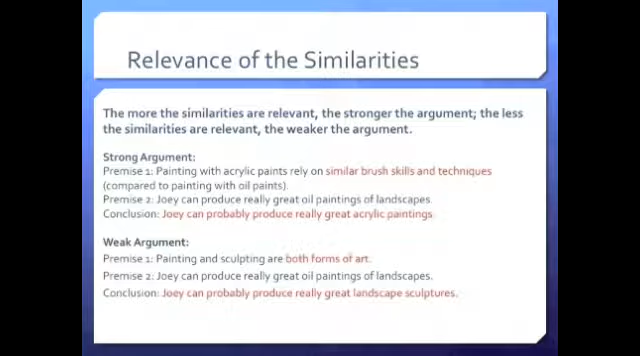 Relevance of the Similarities
The more the similarities are relevant, the stronger the argument; the less
the similarities are relevant, the weaker the argument.
Strong Argument:
Premise 1: Painting with acrylic paints rely on similar brush skills and techniques
(compared to painting with oil paints).
Premise 2: Joey can produce really great oil paintings of landscapes.
Conclusion: Joey can probably produce really great acrylic paintings.
Weak Argument:
Premise 1: Painting and sculpting are both forms of art.
Premise 2: Joey can produce really great oil paintings of landscapes.
Conclusion: Joey can probably produce really great landscape sculptures.